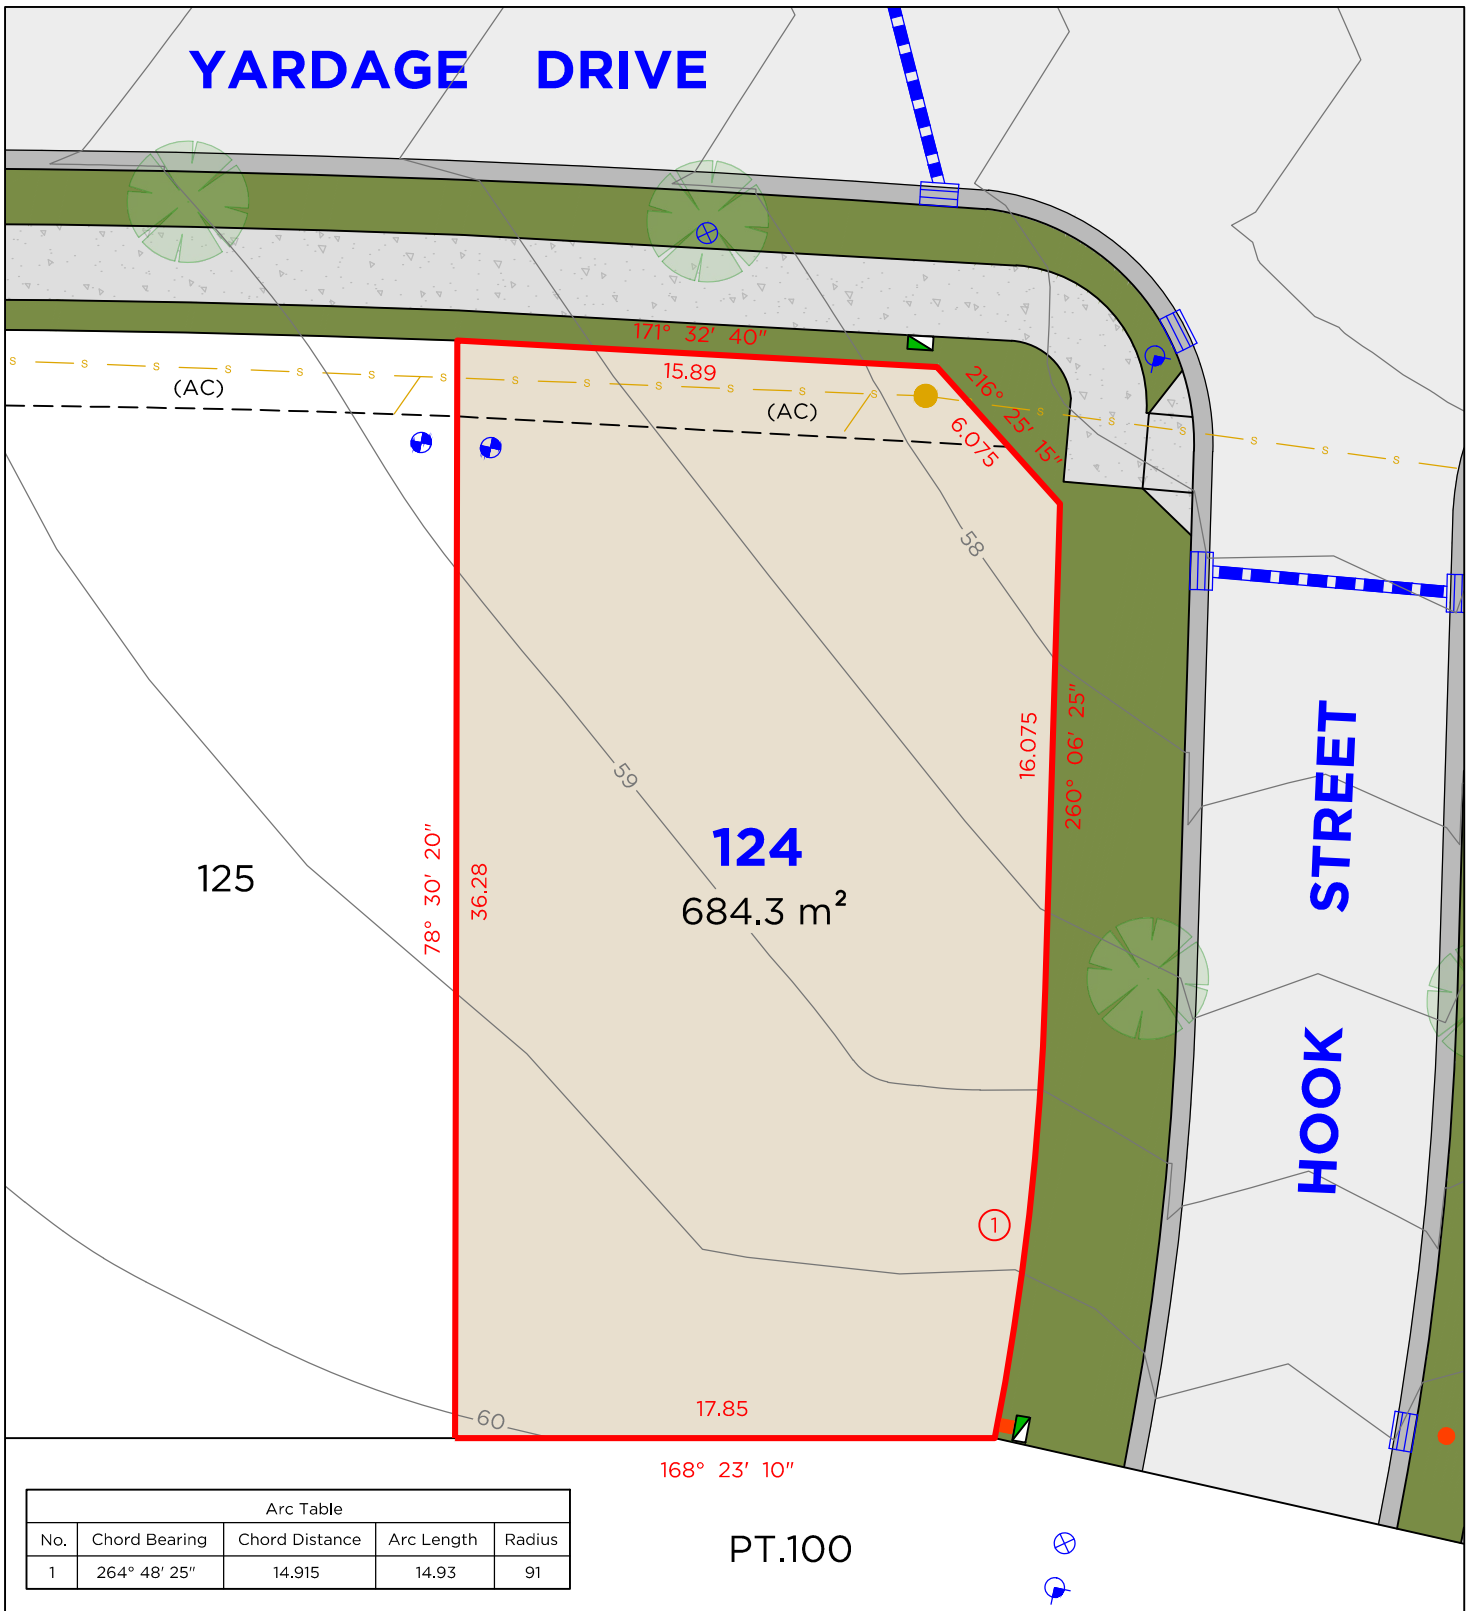 YARDAGE DRIVE
171° 32' 40"
15.89
(AC)
(AC)
216° 25' 15"
6.075
s s s s s s s s s s s s s s s s s s
58
16.075
260° 06' 25"
59
124
684.3 m²
125
78° 30' 20"
36.28
HOOK STREET
1
60
17.85
168° 23' 10"
PT.100
Arc Table
No. Chord Bearing Chord Distance Arc Length Radius
1 264° 48' 25" 14.915 14.93 91